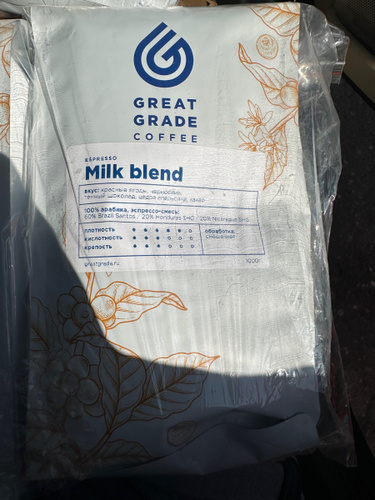 GREAT
GRADE
COFFEE
ESPRESSO
Milk blend
вкус: красные ягоды, чернослив,
темный шоколад, цедра апельсина, какао
100% арабика, эспрессо-смесь:
60% Brazil Santos / 20% Honduras SHG / 20% Nicaragua SHG
плотность
кислотность
крепость
обработка:
смешанная
greatgrade.ru
1000г